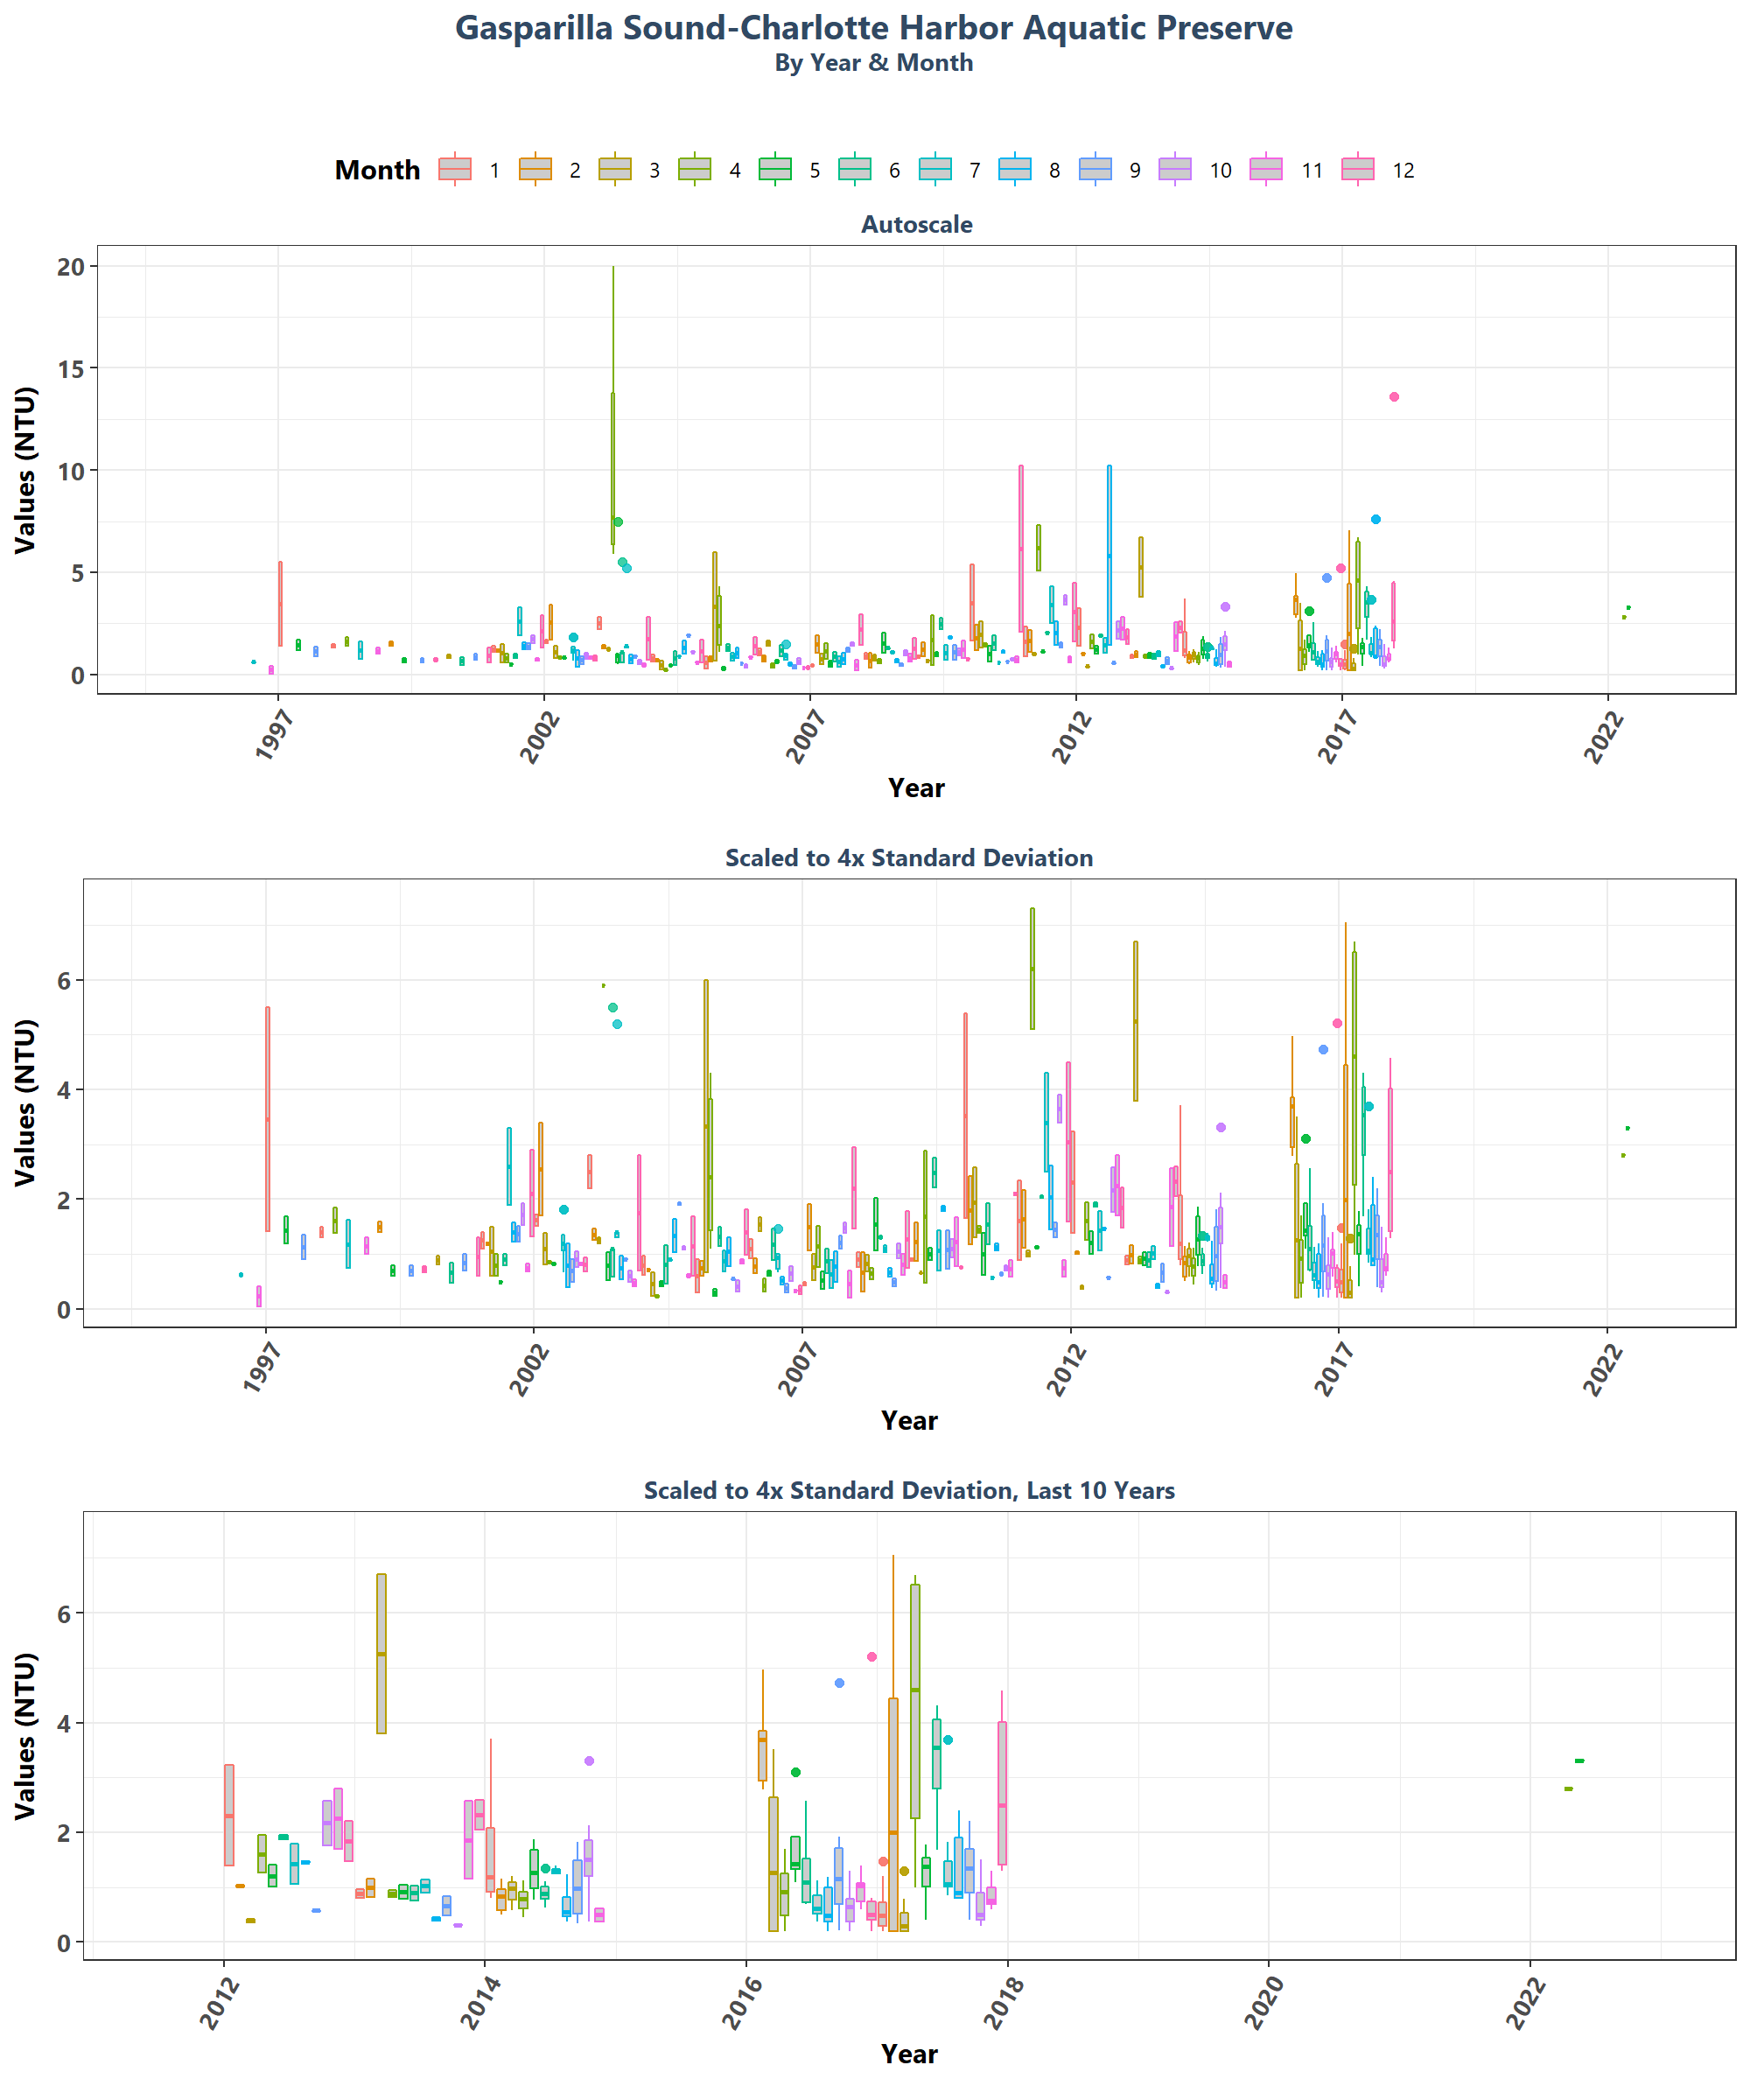 Gasparilla Sound-Charlotte Harbor Aquatic Preserve
By Year & Month
Month 1 2 3 4 5 6 7 8 9 10 11 12
Autoscale
Values (NTU)
20
15
10
5
0
1997 2002 2007 2012 2017 2022
Year
Scaled to 4x Standard Deviation
Values (NTU)
6
4
2
0
1997 2002 2007 2012 2017 2022
Year
Scaled to 4x Standard Deviation, Last 10 Years
Values (NTU)
6
4
2
0
2012 2014 2016 2018 2020 2022
Year